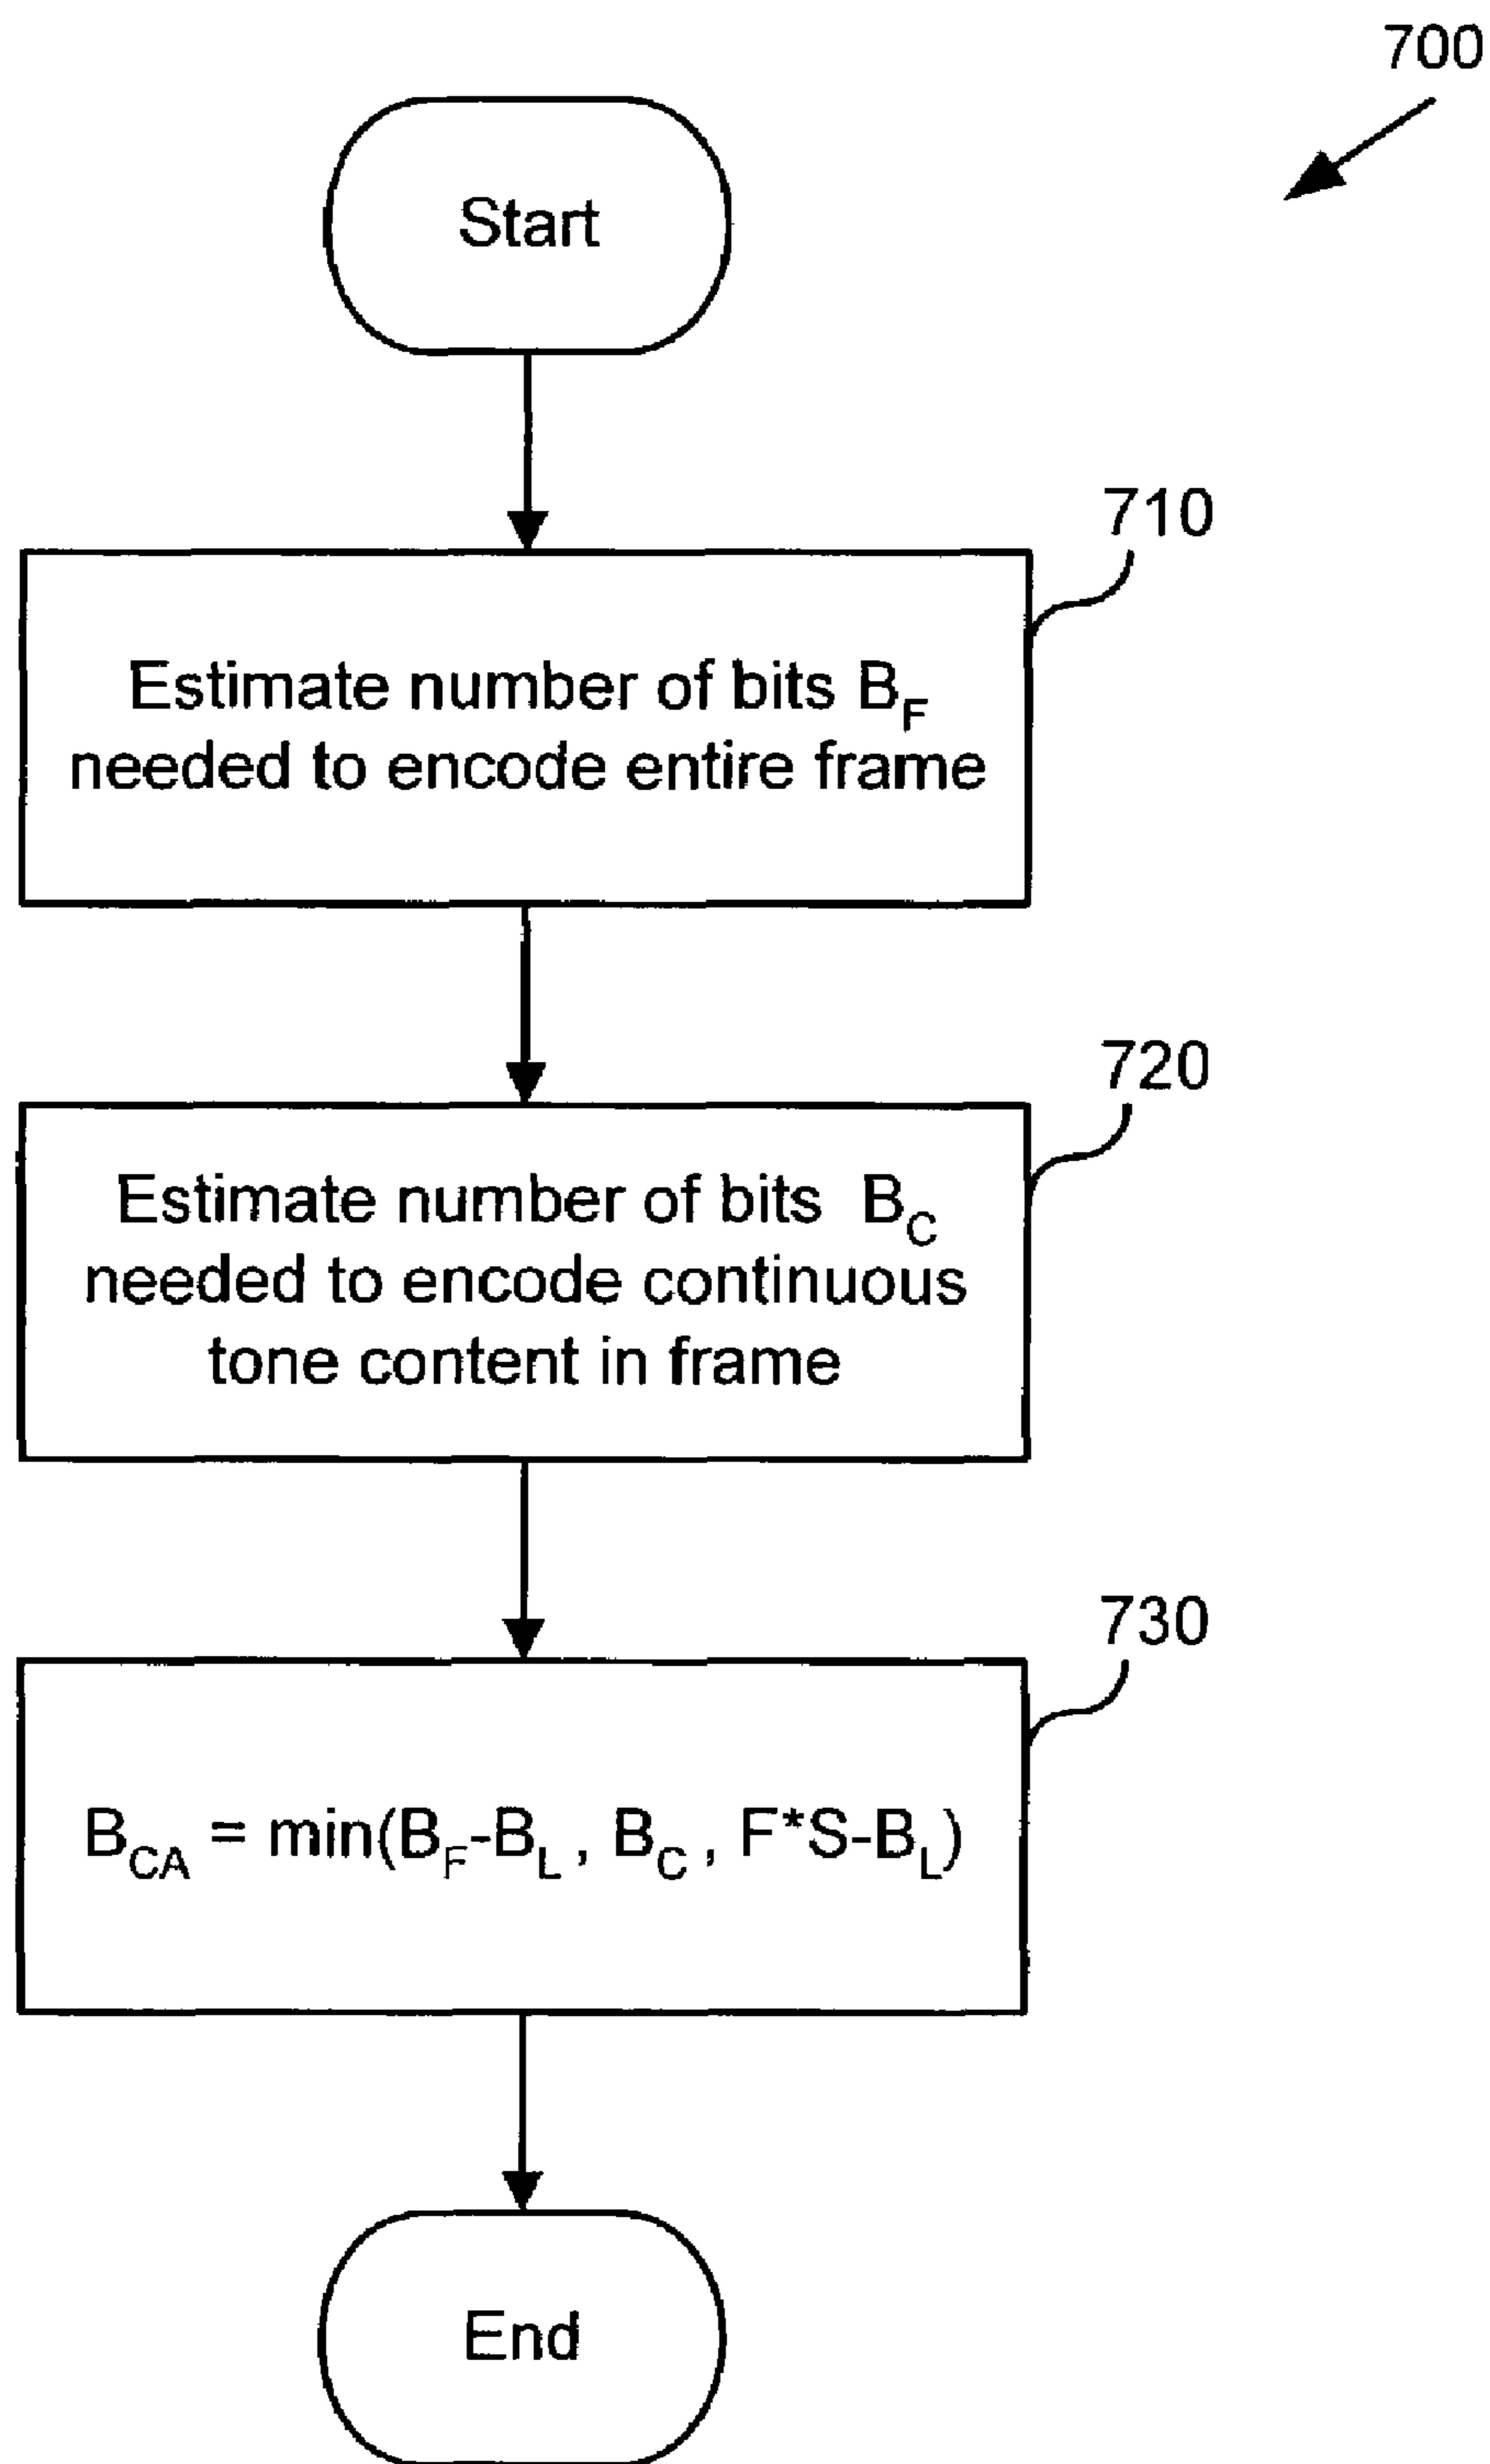 700
Start
710
Estimate number of bits B_F
needed to encode entire frame
720
Estimate number of bits B_C
needed to encode continuous
tone content in frame
730
B_CA = min(B_F-B_L, B_C, F*S-B_L)
End